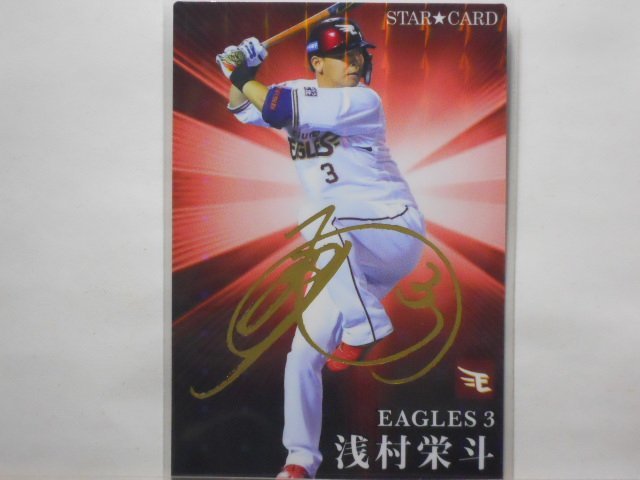 STAR★CARD
EAGLES
3
EAGLES 3
浅村栄斗